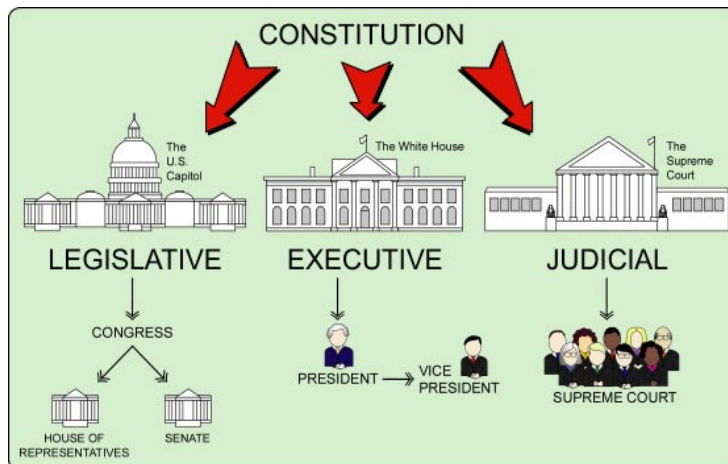 CONSTITUTION
The
U.S.
Capitol
The White House
The
Supreme
Court
LEGISLATIVE
EXECUTIVE
JUDICIAL
CONGRESS
HOUSE OF
REPRESENTATIVES
SENATE
PRESIDENT
VICE
PRESIDENT
SUPREME COURT